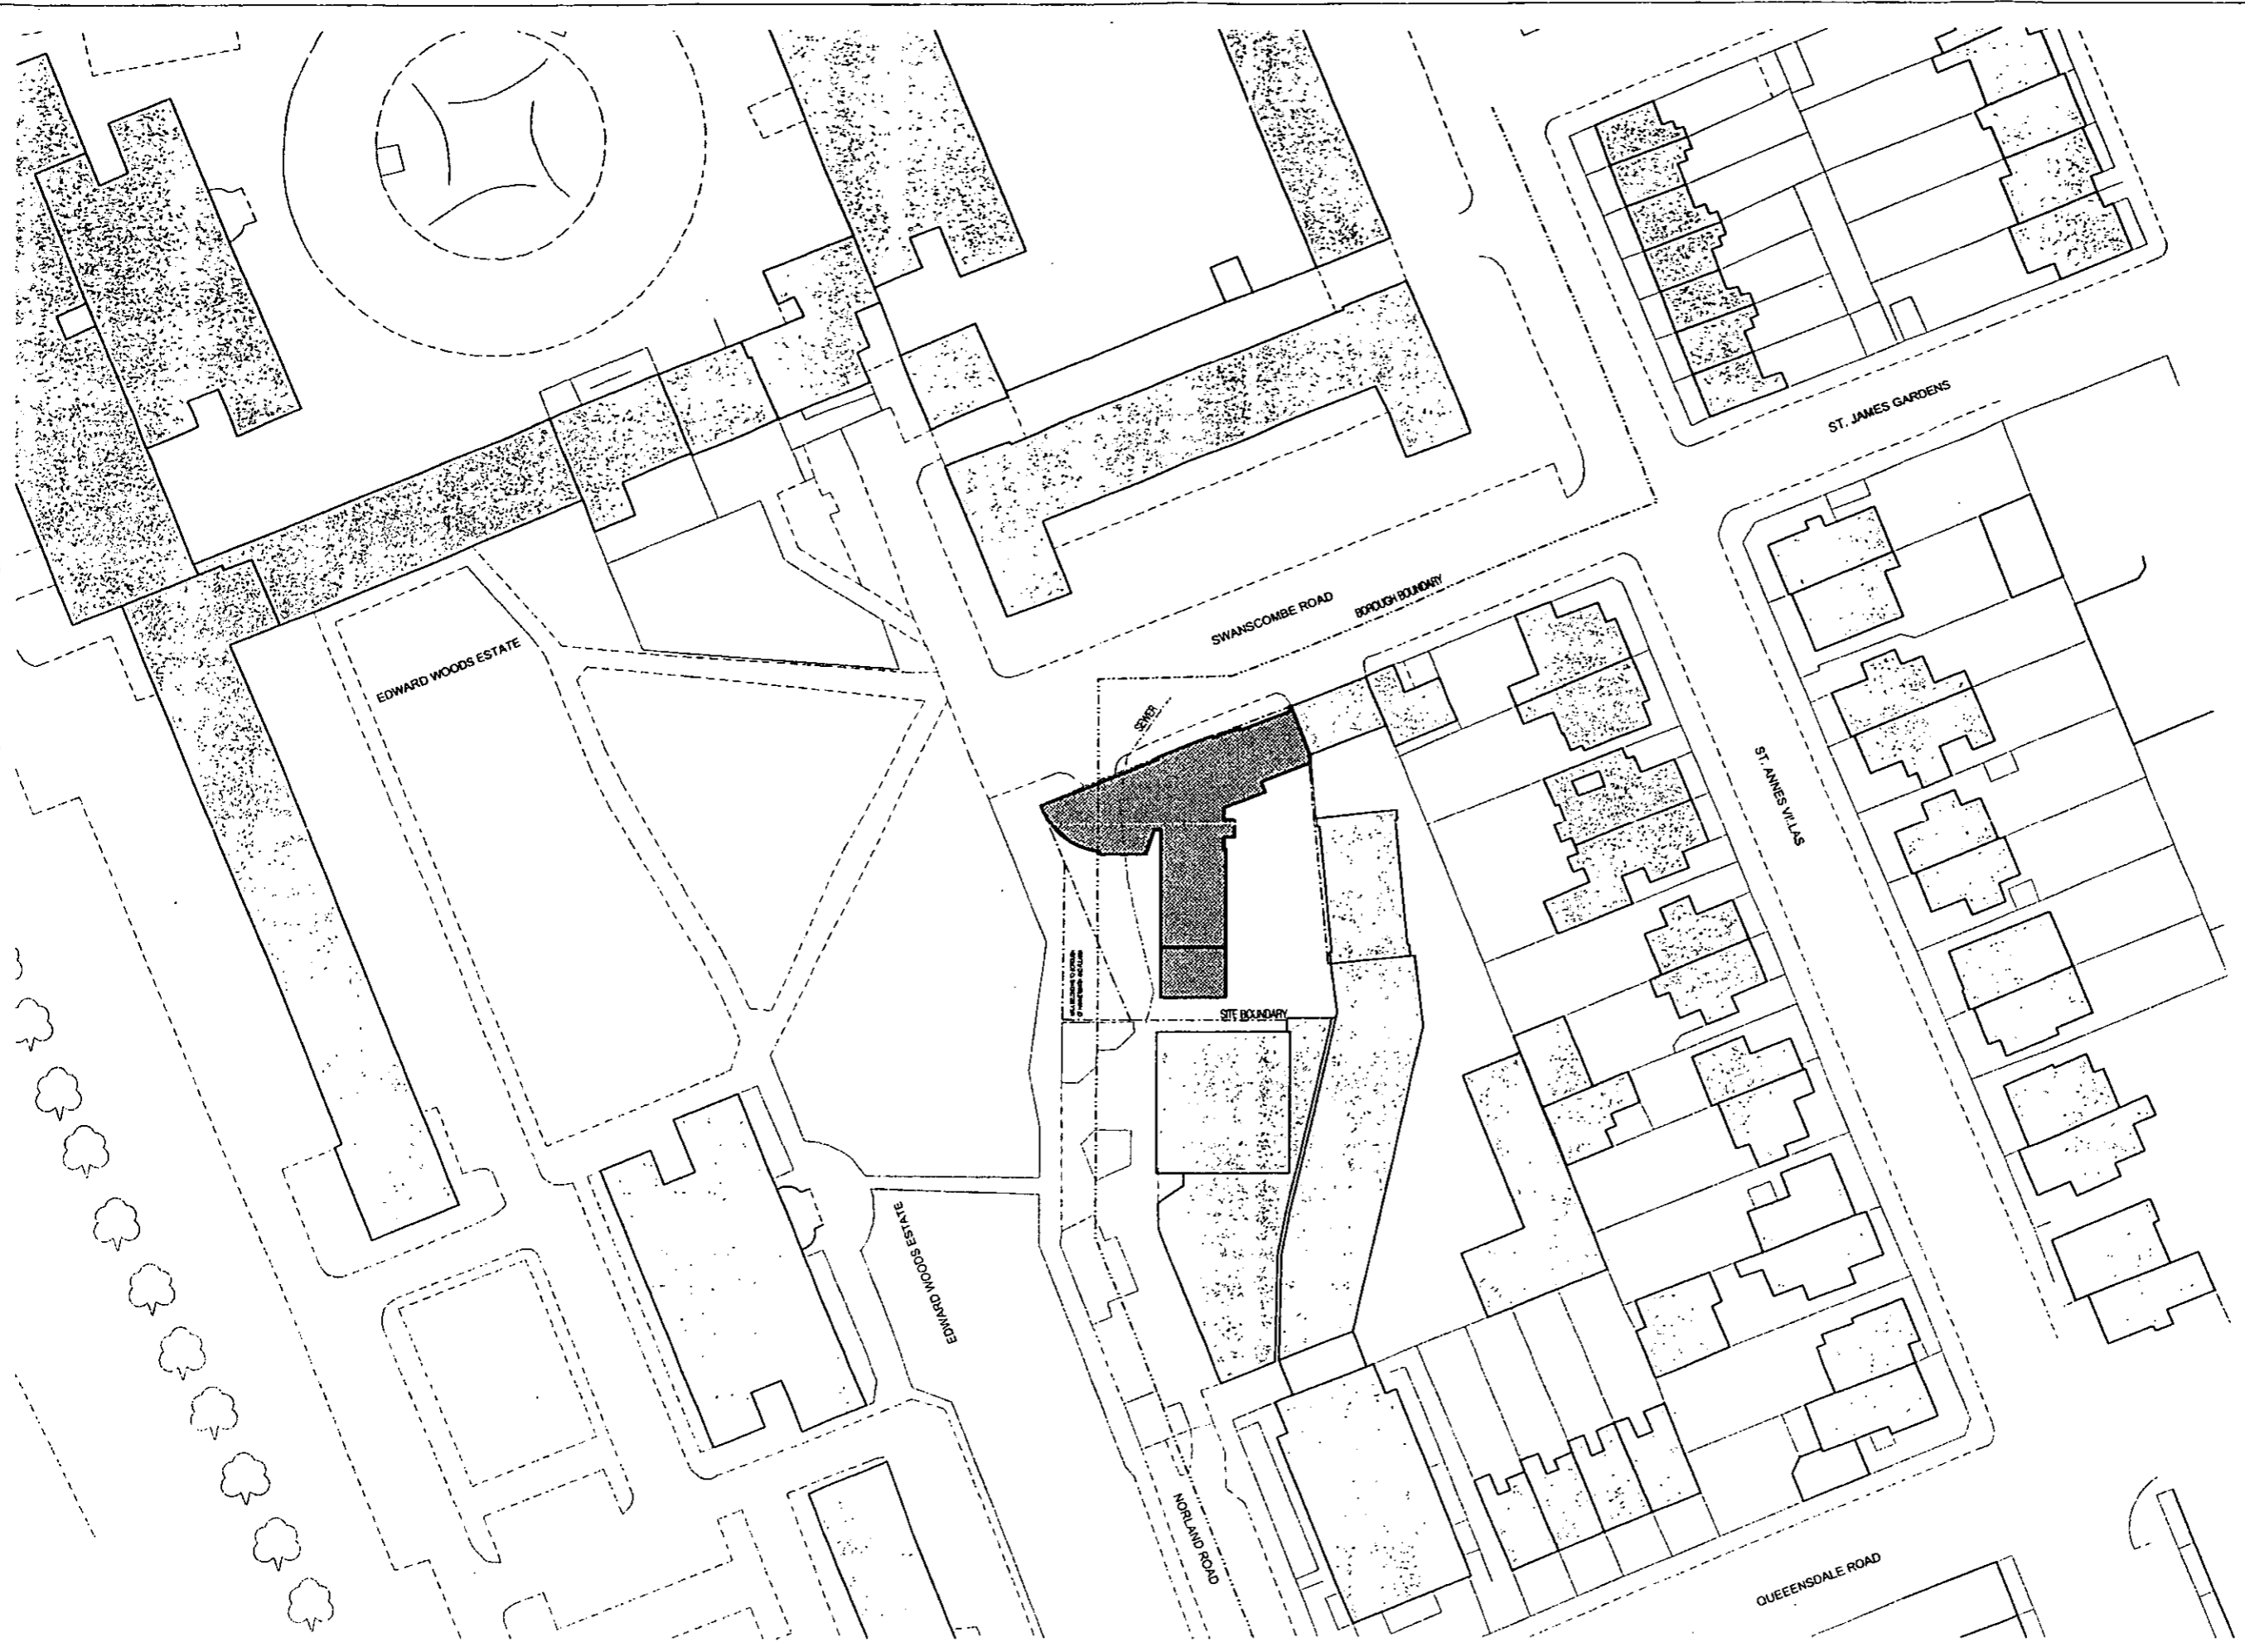 ST. JAMES GARDENS
BOROUGH BOUNDARY
SWANSCOMBE ROAD
EDWARD WOODS ESTATE
SEWER
ST. ANNES VILLAS
SITE BOUNDARY
EDWARD WOODS ESTATE
NORLAND ROAD
QUEEENSDALE ROAD